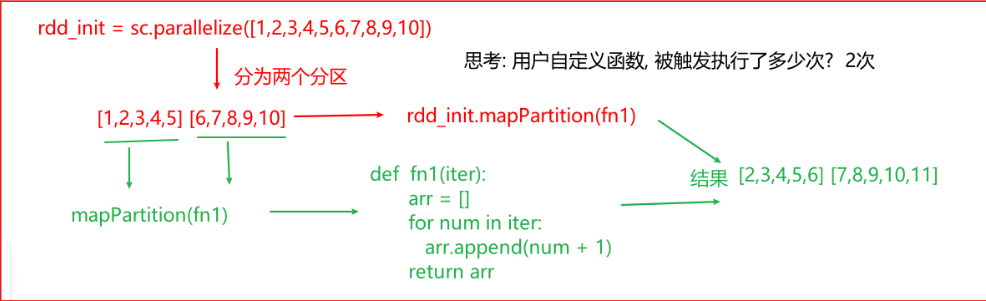 rdd_init = sc.parallelize([1,2,3,4,5,6,7,8,9,10])
思考: 用户自定义函数, 被触发执行了多少次? 2次
分为两个分区
[1,2,3,4,5] [6,7,8,9,10]
rdd_init.mapPartition(fn1)
def fn1(iter):
arr = []
for num in iter:
arr.append(num + 1)
return arr
mapPartition(fn1)
结果 [2,3,4,5,6] [7,8,9,10,11]